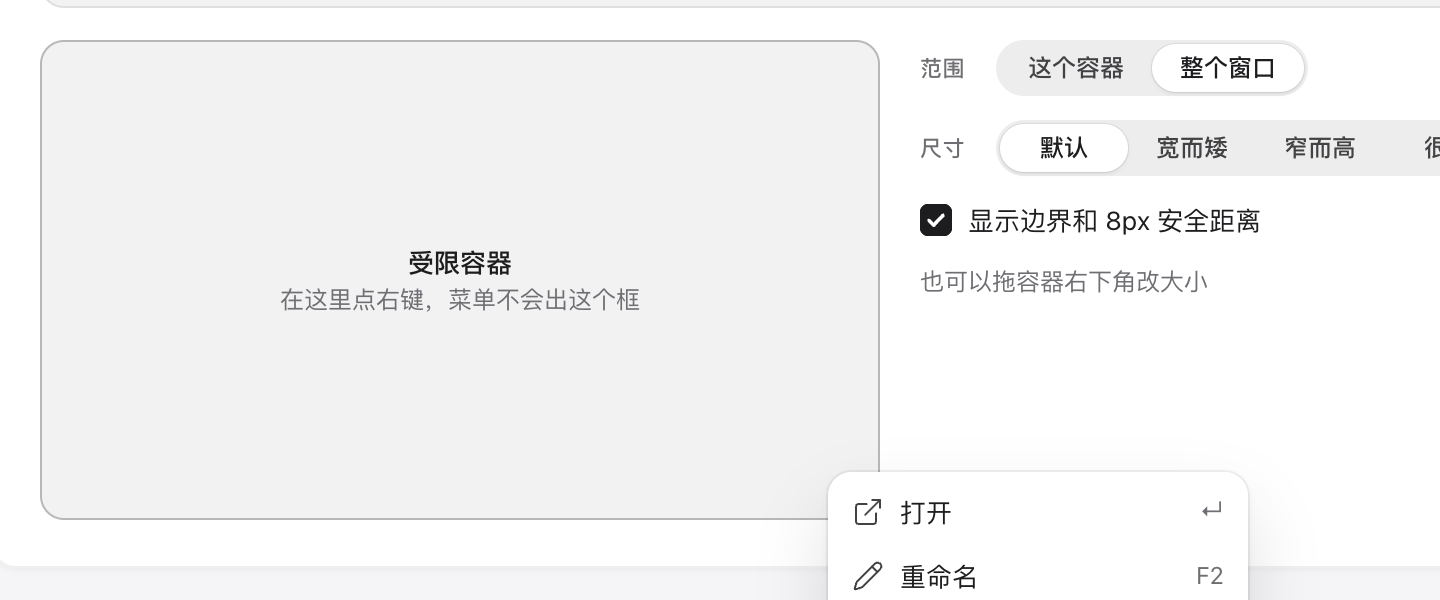 范围 这个容器 整个窗口
尺寸 默认 宽而矮 窄而高
显示边界和 8px 安全距离
也可以拖容器右下角改大小
受限容器
在这里点右键，菜单不会出这个框
打开 ↵
重命名 F2